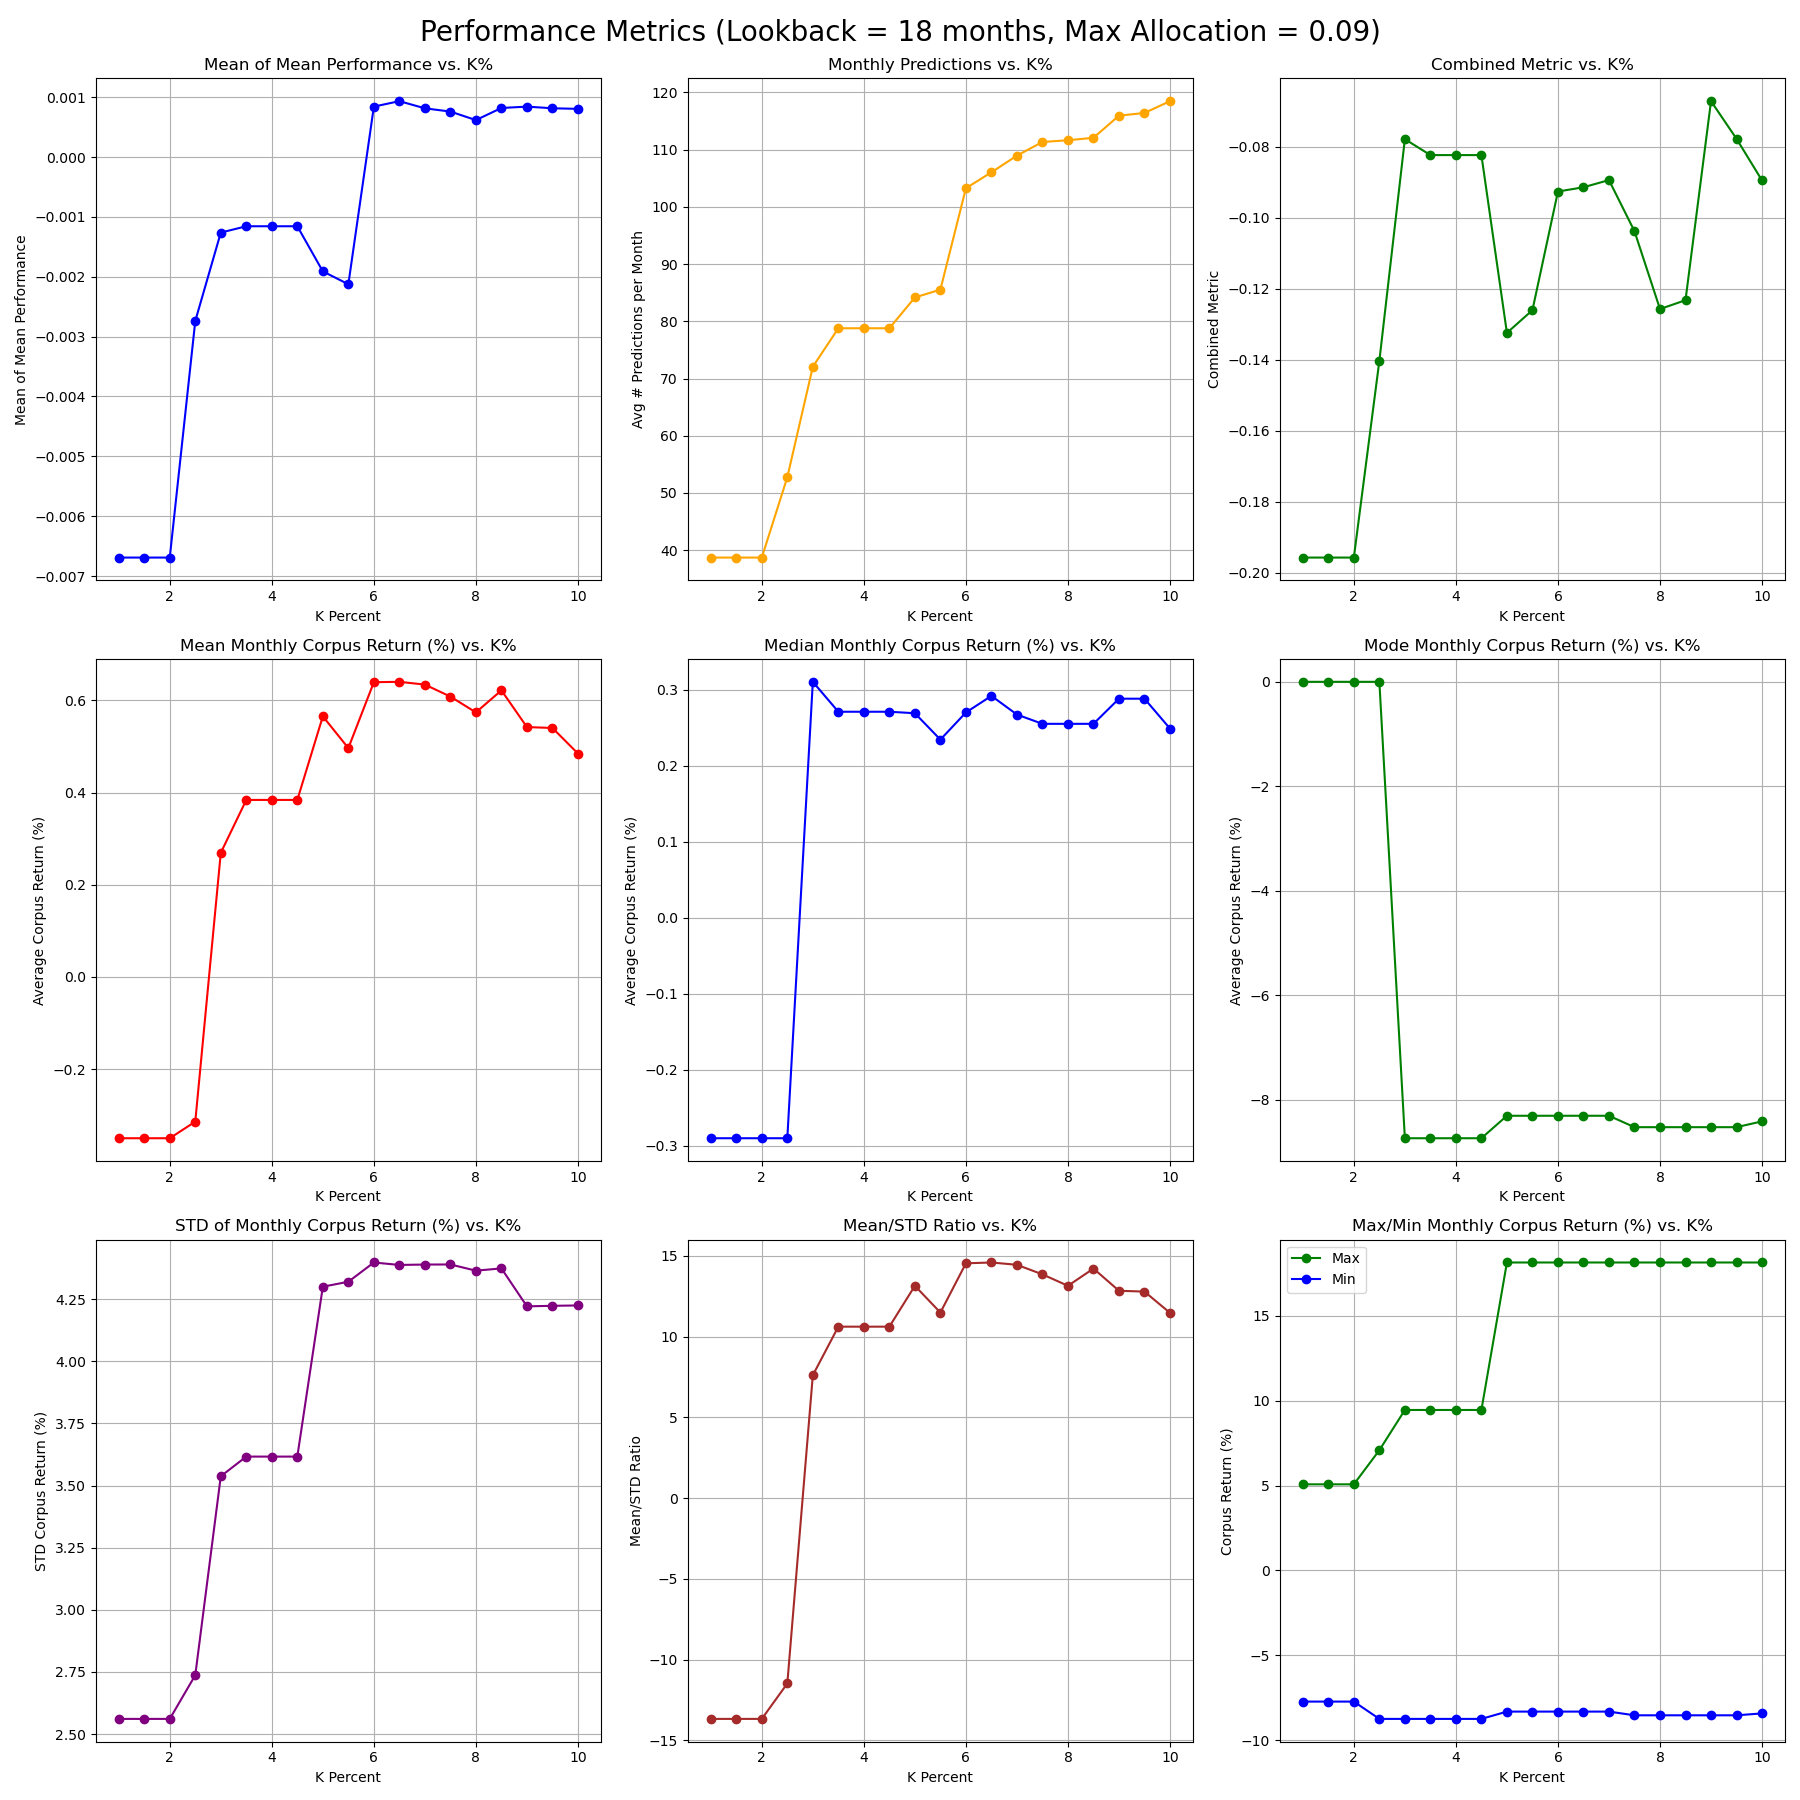 Performance Metrics (Lookback = 18 months, Max Allocation = 0.09)
Mean of Mean Performance vs. K%
Mean of Mean Performance
0.001
0.000
−0.001
−0.002
−0.003
−0.004
−0.005
−0.006
−0.007
2 4 6 8 10
K Percent
Monthly Predictions vs. K%
Avg # Predictions per Month
120
110
100
90
80
70
60
50
40
2 4 6 8 10
K Percent
Combined Metric vs. K%
Combined Metric
−0.08
−0.10
−0.12
−0.14
−0.16
−0.18
−0.20
2 4 6 8 10
K Percent
Mean Monthly Corpus Return (%) vs. K%
Average Corpus Return (%)
0.6
0.4
0.2
0.0
−0.2
2 4 6 8 10
K Percent
Median Monthly Corpus Return (%) vs. K%
Average Corpus Return (%)
0.3
0.2
0.1
0.0
−0.1
−0.2
−0.3
2 4 6 8 10
K Percent
Mode Monthly Corpus Return (%) vs. K%
Average Corpus Return (%)
0
−2
−4
−6
−8
2 4 6 8 10
K Percent
STD of Monthly Corpus Return (%) vs. K%
STD Corpus Return (%)
4.25
4.00
3.75
3.50
3.25
3.00
2.75
2.50
2 4 6 8 10
K Percent
Mean/STD Ratio vs. K%
Mean/STD Ratio
15
10
5
0
−5
−10
−15
2 4 6 8 10
K Percent
Max/Min Monthly Corpus Return (%) vs. K%
Max
Min
Corpus Return (%)
15
10
5
0
−5
−10
2 4 6 8 10
K Percent